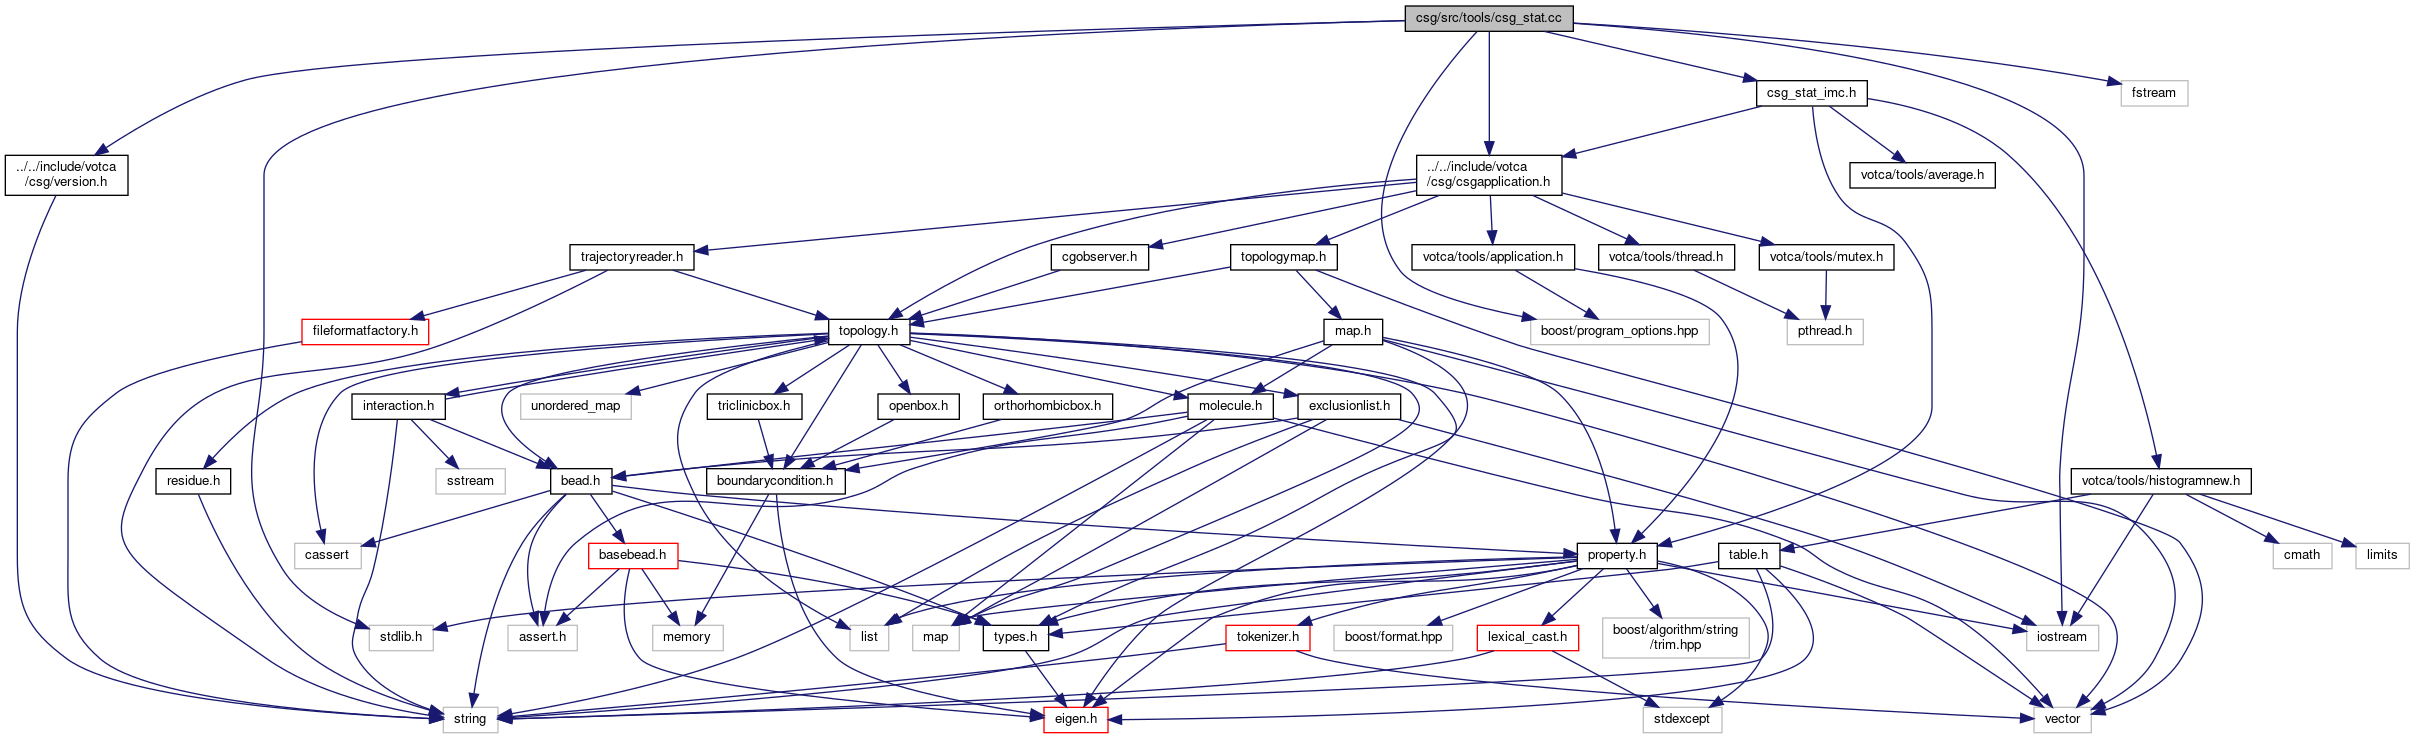 csg/src/tools/csg_stat.cc
csg_stat_imc.h
fstream
../../include/votca
/csg/version.h
../../include/votca
/csg/csgapplication.h
votca/tools/average.h
trajectoryreader.h
cgobserver.h
topologymap.h
votca/tools/application.h
votca/tools/thread.h
votca/tools/mutex.h
fileformatfactory.h
topology.h
map.h
boost/program_options.hpp
pthread.h
interaction.h
unordered_map
triclinicbox.h
openbox.h
orthorhombicbox.h
molecule.h
exclusionlist.h
residue.h
sstream
bead.h
boundarycondition.h
votca/tools/histogramnew.h
cassert
basebead.h
property.h
table.h
cmath
limits
stdlib.h
assert.h
memory
list
map
types.h
tokenizer.h
boost/format.hpp
lexical_cast.h
boost/algorithm/string
/trim.hpp
iostream
string
eigen.h
stdexcept
vector